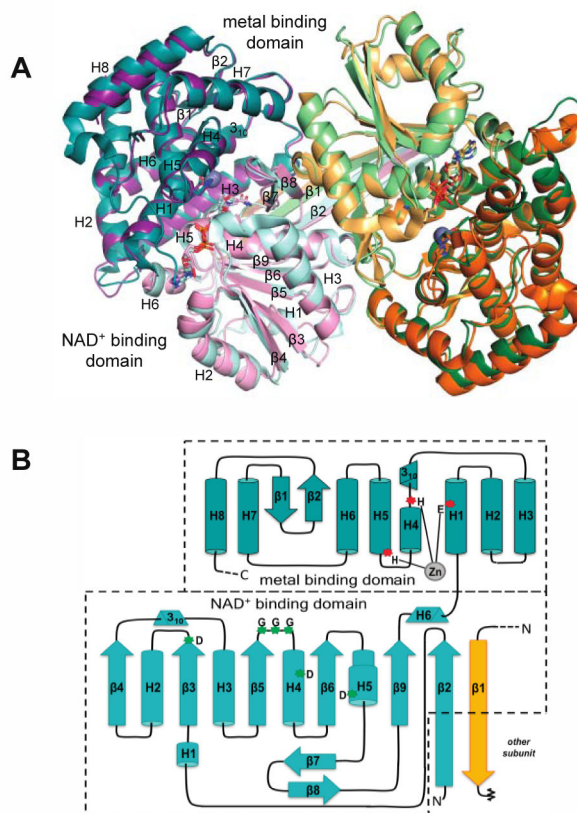 metal binding
domain
A
H8
β2
H7
β1
H4
3₁₀
H6
H5
H3
β8
β7
β1
H1
β2
H2
H5
H4
β9
H3
H6
β6
β5
H1
NAD⁺ binding
domain
β3
β4
H2
B
3₁₀
H8
H7
β1
β2
H6
H5
H
H4
E
H1
H2
H3
H
Zn
C
metal binding domain
NAD⁺ binding domain
H6
3₁₀
G G G
D
N
β4
H2
β3
H3
β5
H4
D
β6
D
H5
β9
β2
β1
H1
β7
β8
other
subunit
N